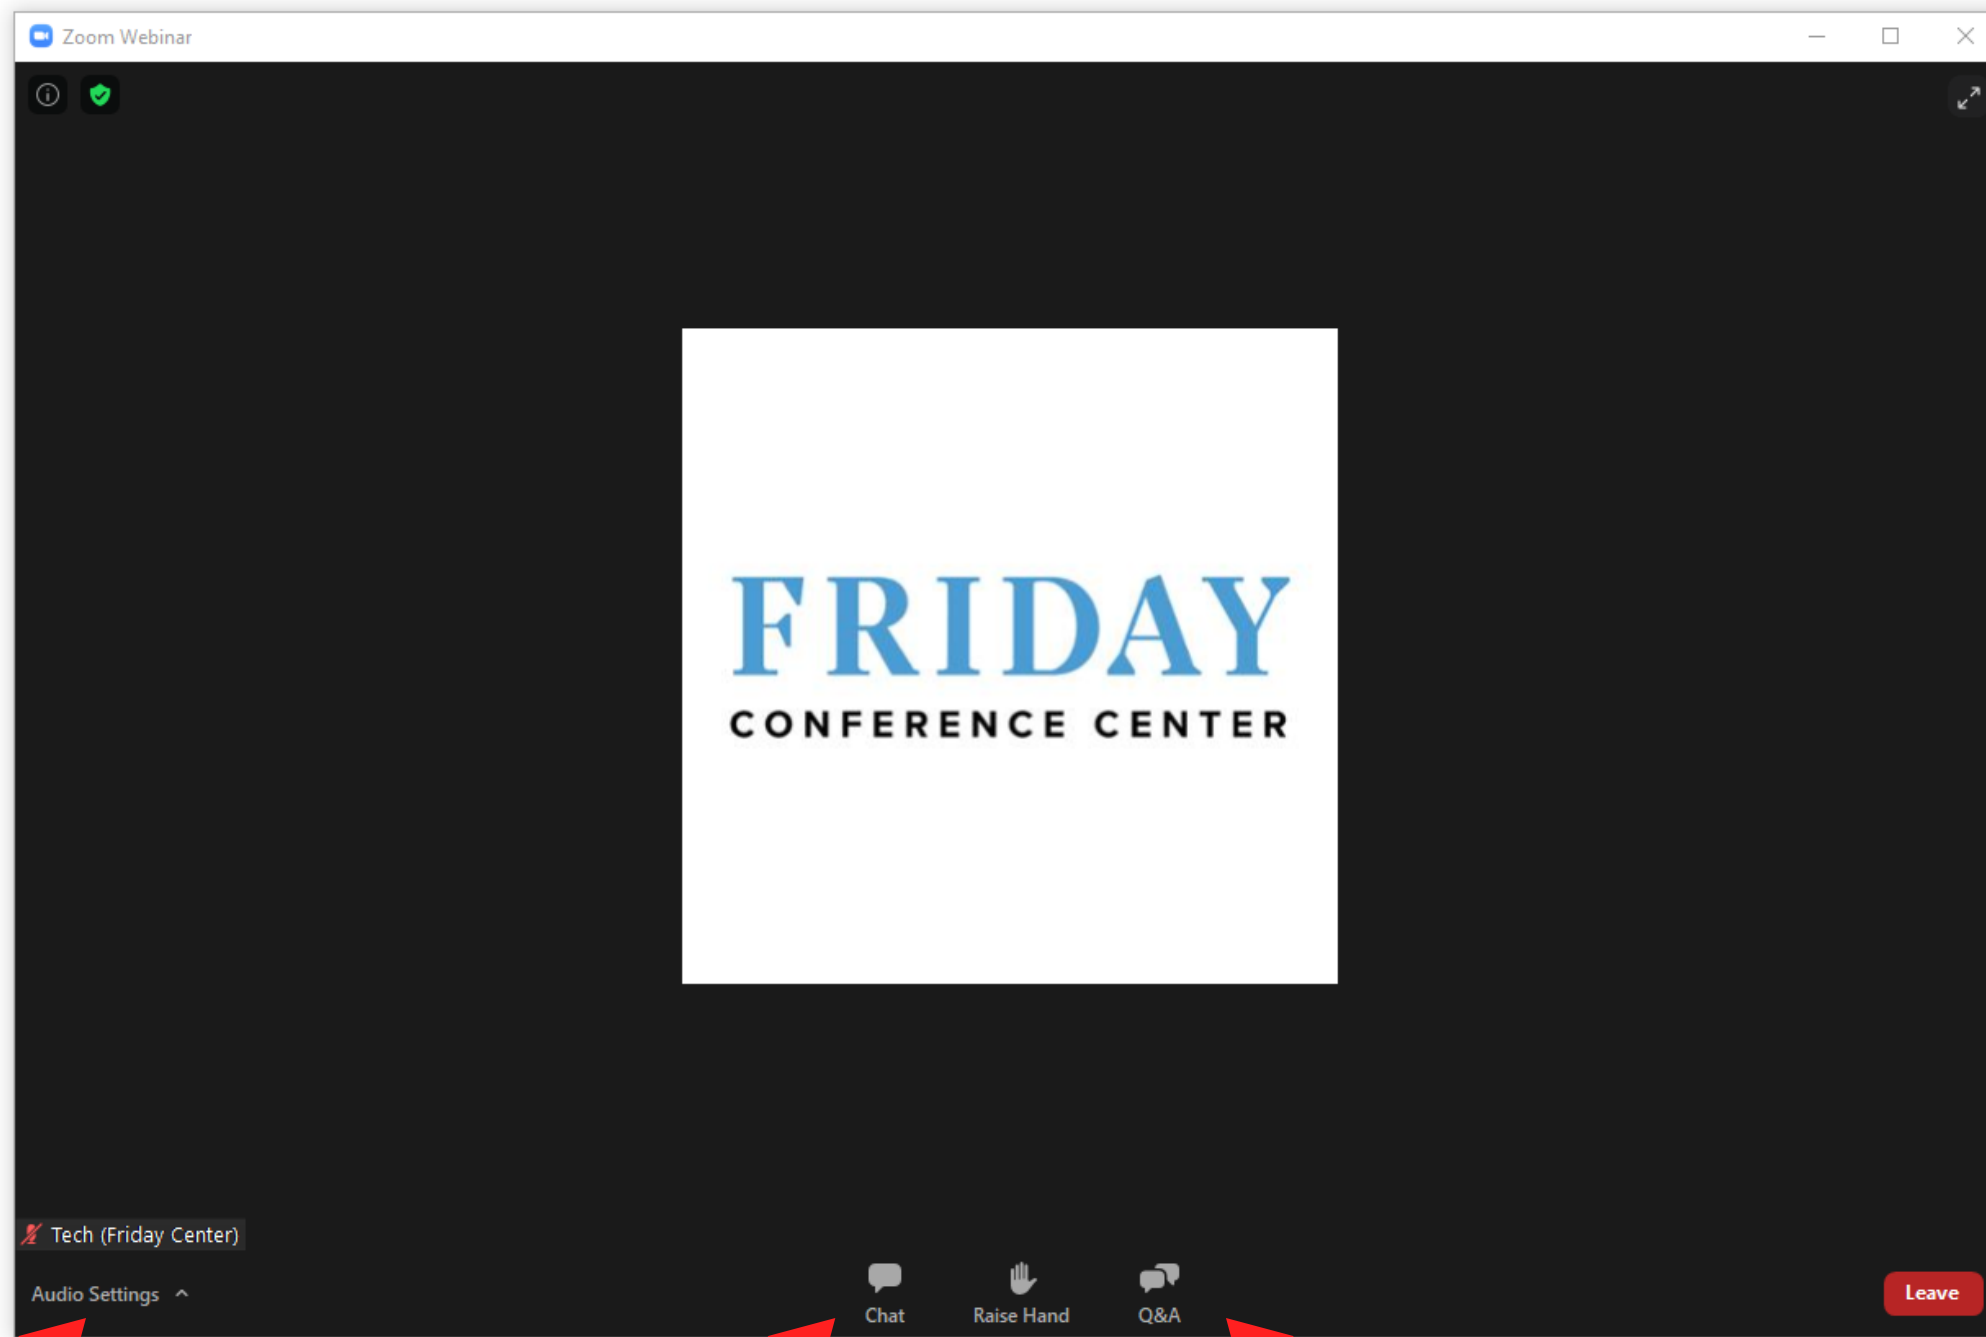 Zoom Webinar
FRIDAY
CONFERENCE CENTER
Tech (Friday Center)
Audio Settings
Chat
Raise Hand
Q&A
Leave